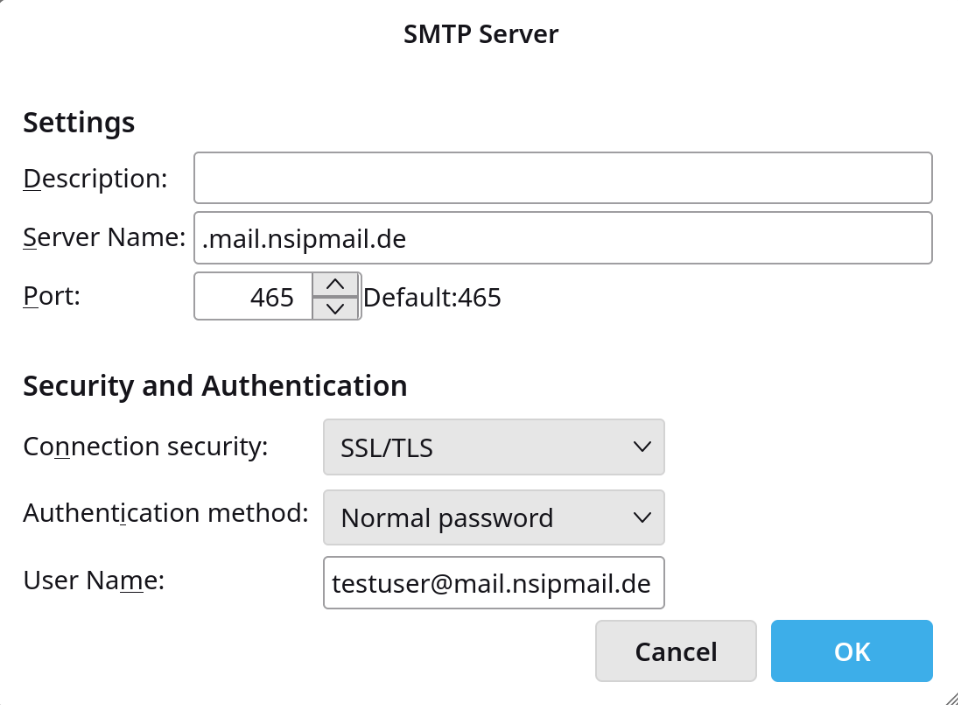 SMTP Server
Settings
Description:
Server Name: .mail.nsipmail.de
Port: 465 Default:465
Security and Authentication
Connection security: SSL/TLS
Authentication method: Normal password
User Name: testuser@mail.nsipmail.de
Cancel OK